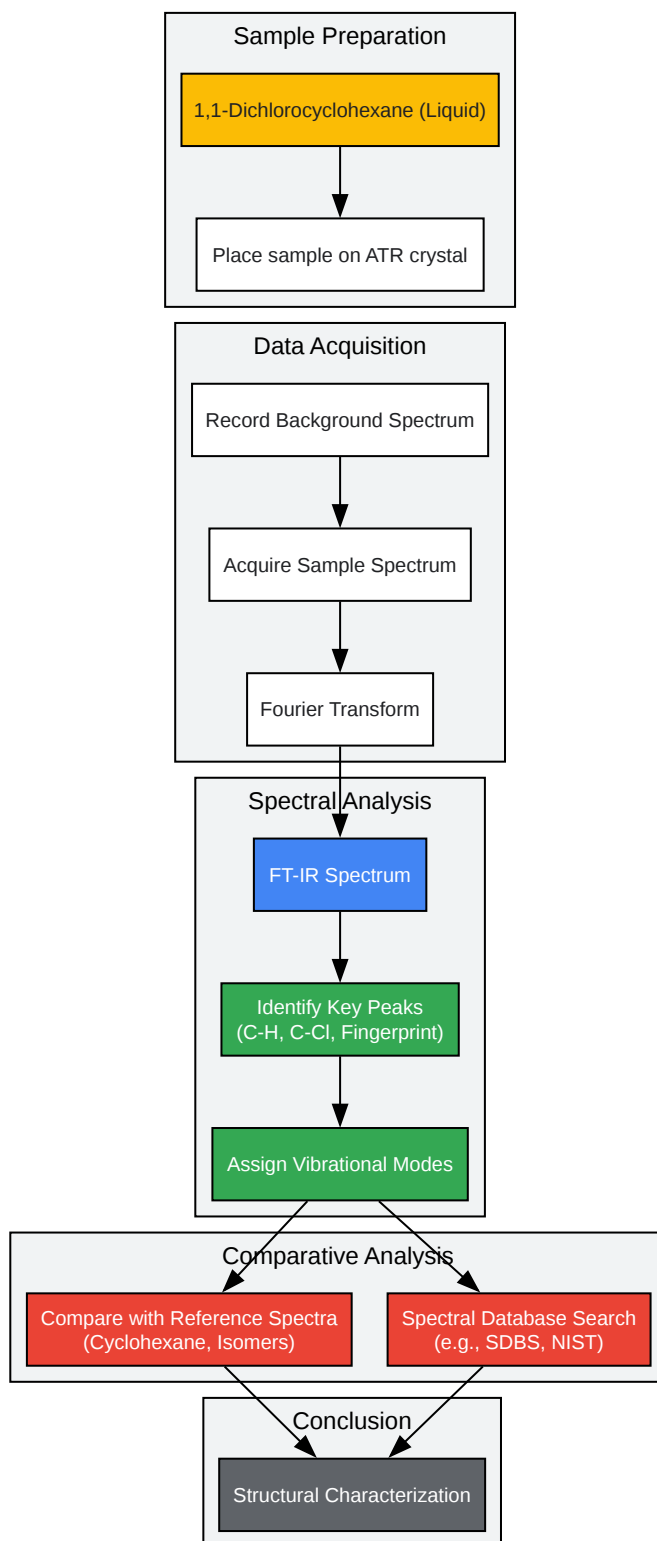 Sample Preparation
1,1-Dichlorocyclohexane (Liquid)
Place sample on ATR crystal
Data Acquisition
Record Background Spectrum
Acquire Sample Spectrum
Fourier Transform
Spectral Analysis
FT-IR Spectrum
Identify Key Peaks
(C-H, C-Cl, Fingerprint)
Assign Vibrational Modes
Comparative Analysis
Compare with Reference Spectra
(Cyclohexane, Isomers)
Spectral Database Search
(e.g., SDBS, NIST)
Conclusion
Structural Characterization